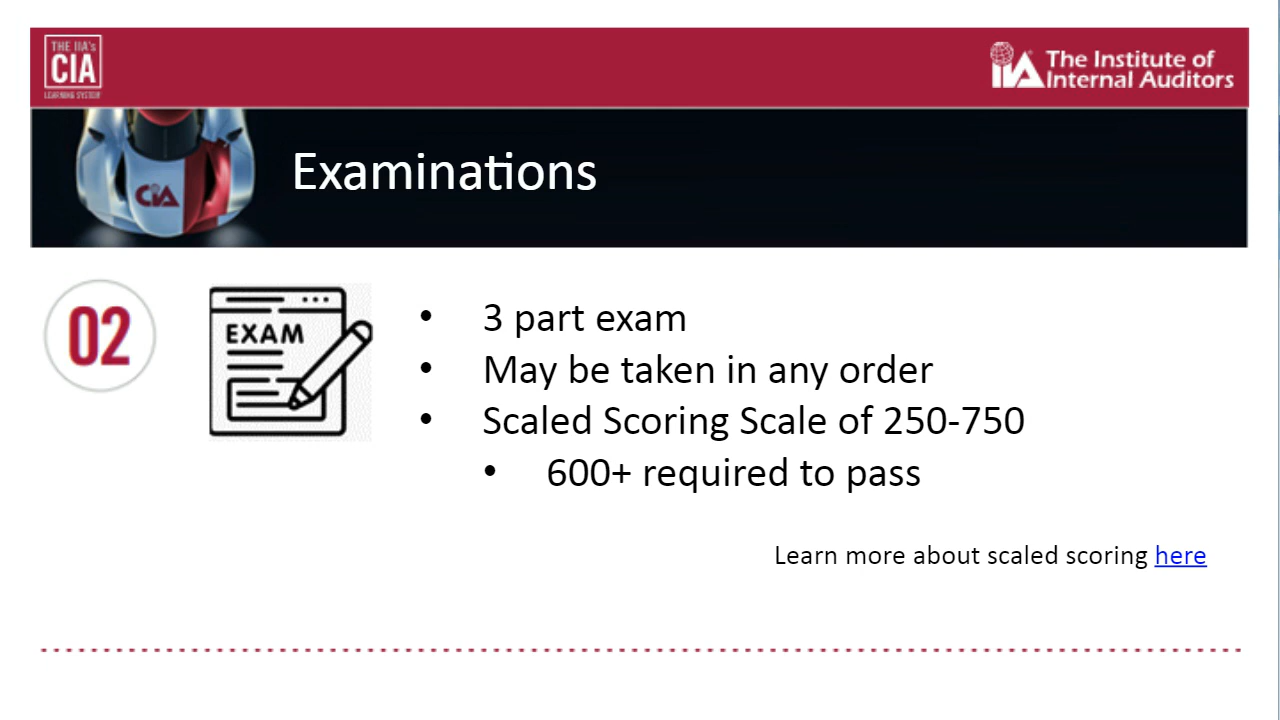 THE IIA's
CIA
LEARNING SYSTEM
IIA The Institute of
Internal Auditors
CIA
Examinations
02
EXAM
• 3 part exam
• May be taken in any order
• Scaled Scoring Scale of 250-750
• 600+ required to pass
Learn more about scaled scoring here